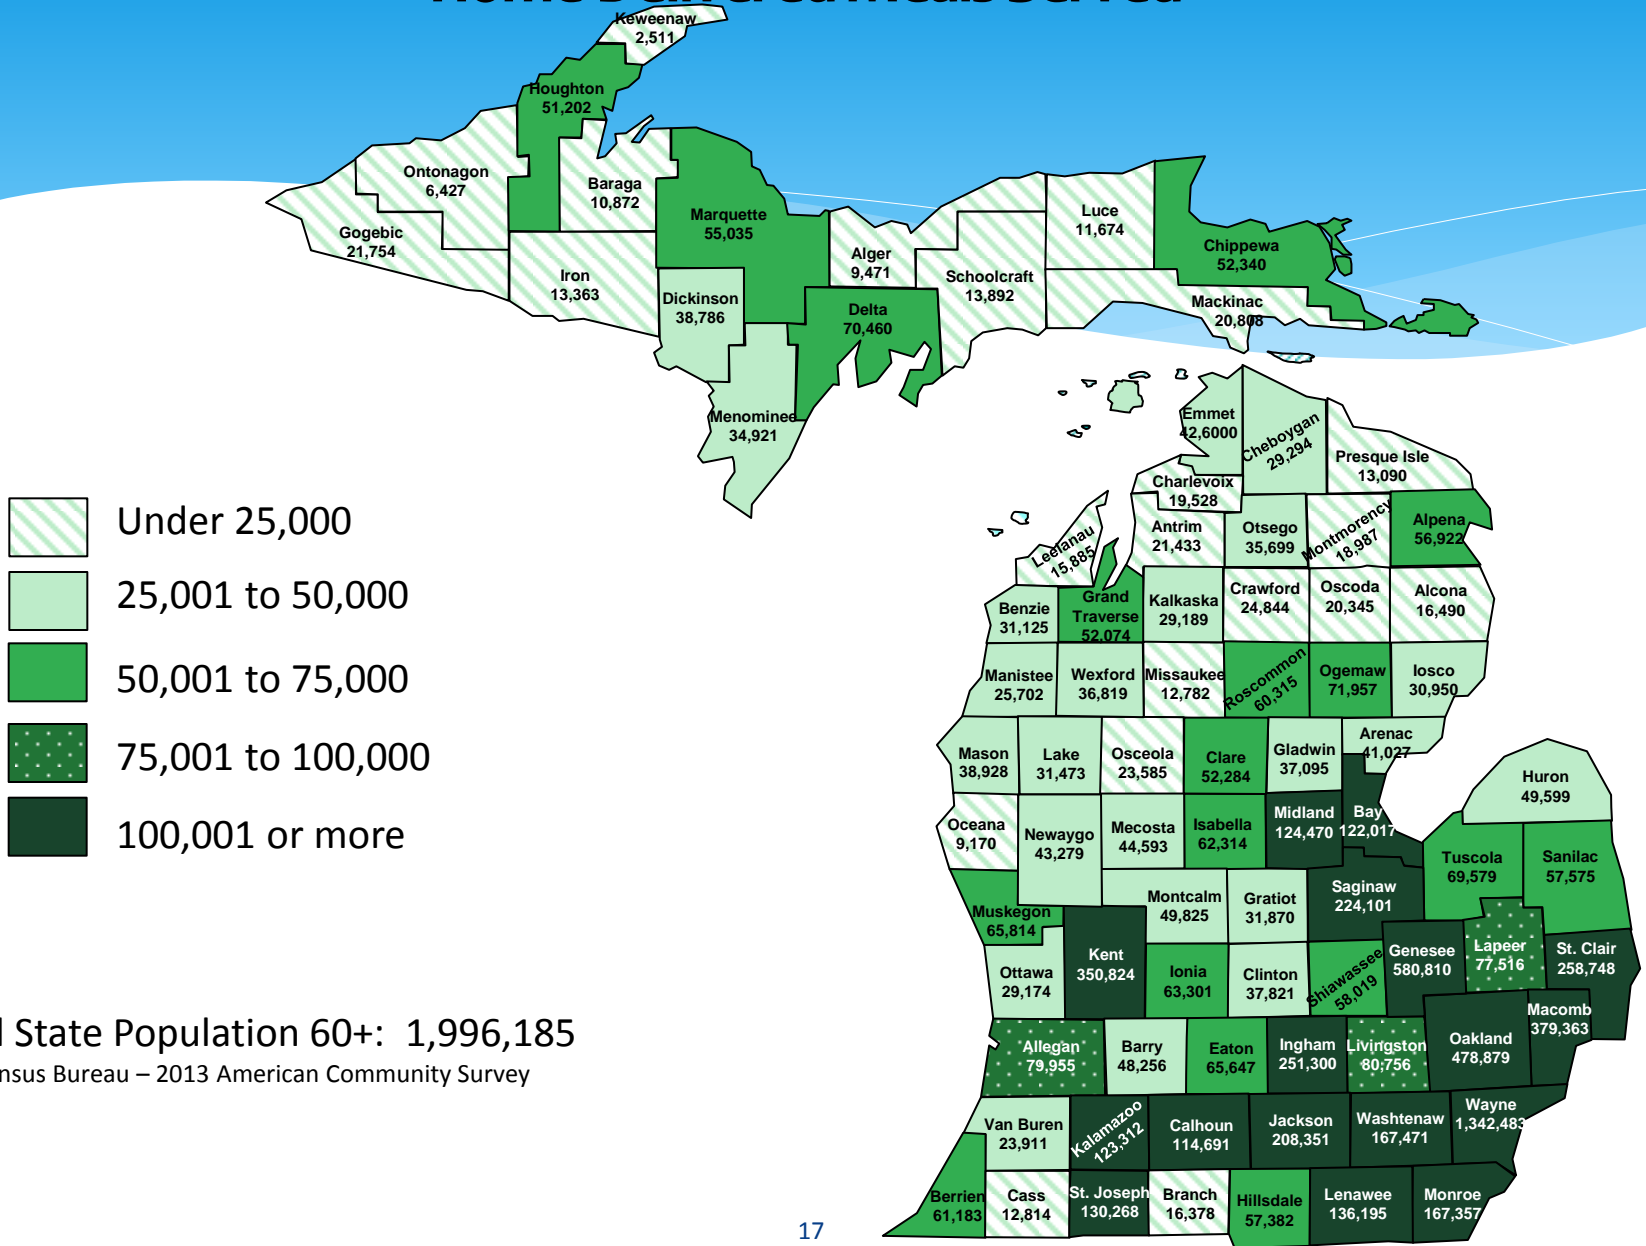 Home Delivered Meals Served
Keweenaw
2,511
Houghton
51,202
Ontonagon
6,427
Baraga
10,872
Gogebic
21,754
Marquette
55,035
Iron
13,363
Dickinson
38,786
Alger
9,471
Delta
70,460
Schoolcraft
13,892
Luce
11,674
Chippewa
52,340
Mackinac
20,808
Menominee
34,921
Emmet
42,6000
Cheboygan
29,294
Presque Isle
13,090
Charlevoix
19,528
Antrim
21,433
Otsego
35,699
Montmorency
18,987
Alpena
56,922
Leelanau
15,885
Benzie
31,125
Grand
Traverse
52,074
Kalkaska
29,189
Crawford
24,844
Oscoda
20,345
Alcona
16,490
Manistee
25,702
Wexford
36,819
Missaukee
12,782
Roscommon
60,315
Ogemaw
71,957
Iosco
30,950
Mason
38,928
Lake
31,473
Osceola
23,585
Clare
52,284
Gladwin
37,095
Arenac
41,027
Huron
49,599
Oceana
9,170
Newaygo
43,279
Mecosta
44,593
Isabella
62,314
Midland
124,470
Bay
122,017
Tuscola
69,579
Sanilac
57,575
Muskegon
65,814
Montcalm
49,825
Gratiot
31,870
Saginaw
224,101
Ottawa
29,174
Kent
350,824
Ionia
63,301
Clinton
37,821
Shiawassee
58,019
Genesee
580,810
Lapeer
77,516
St. Clair
258,748
Allegan
79,955
Barry
48,256
Eaton
65,647
Ingham
251,300
Livingston
80,756
Oakland
478,879
Macomb
379,363
Van Buren
23,911
Kalamazoo
123,312
Calhoun
114,691
Jackson
208,351
Washtenaw
167,471
Wayne
1,342,483
Berrien
61,183
Cass
12,814
St. Joseph
130,268
Branch
16,378
Hillsdale
57,382
Lenawee
136,195
Monroe
167,357
Under 25,000
25,001 to 50,000
50,001 to 75,000
75,001 to 100,000
100,001 or more
l State Population 60+: 1,996,185
nsus Bureau – 2013 American Community Survey
17